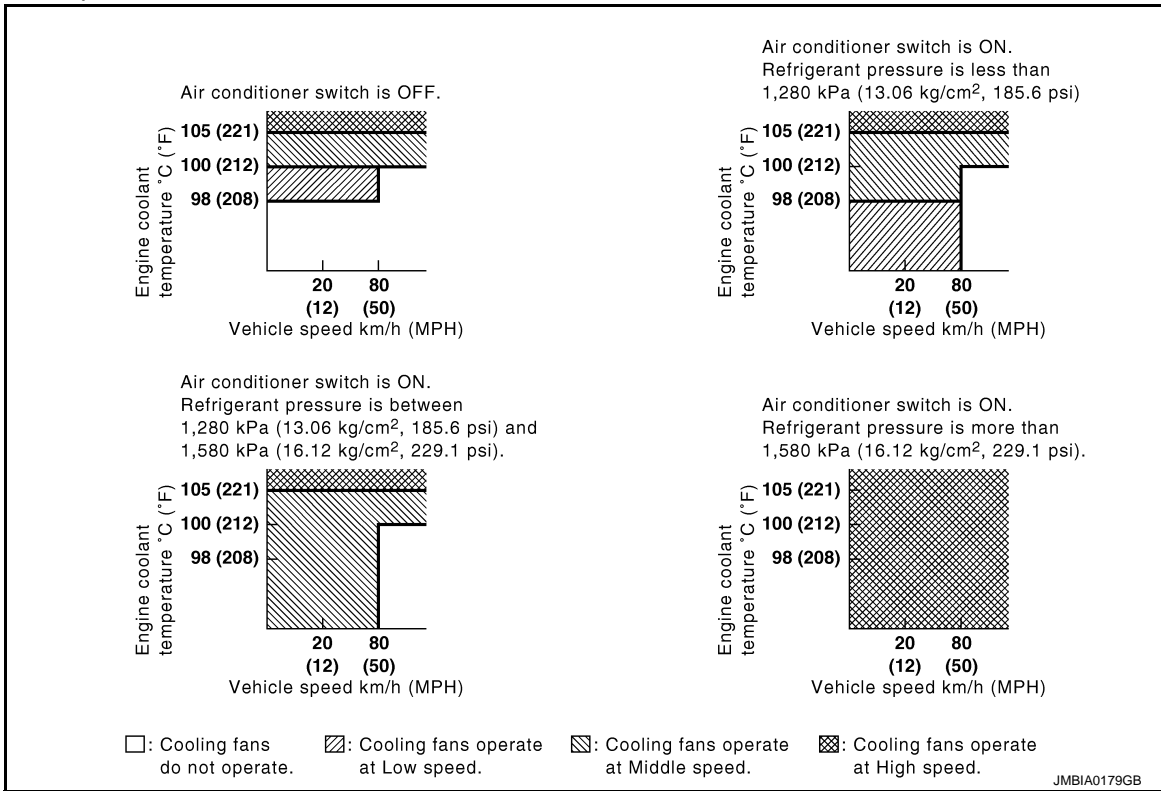 Air conditioner switch is OFF.
Engine coolant
temperature ˚C (˚F)
105 (221)
100 (212)
98 (208)
20
(12)
80
(50)
Vehicle speed km/h (MPH)
Air conditioner switch is ON.
Refrigerant pressure is less than
1,280 kPa (13.06 kg/cm², 185.6 psi)
Engine coolant
temperature ˚C (˚F)
105 (221)
100 (212)
98 (208)
20
(12)
80
(50)
Vehicle speed km/h (MPH)
Air conditioner switch is ON.
Refrigerant pressure is between
1,280 kPa (13.06 kg/cm², 185.6 psi) and
1,580 kPa (16.12 kg/cm², 229.1 psi).
Engine coolant
temperature ˚C (˚F)
105 (221)
100 (212)
98 (208)
20
(12)
80
(50)
Vehicle speed km/h (MPH)
Air conditioner switch is ON.
Refrigerant pressure is more than
1,580 kPa (16.12 kg/cm², 229.1 psi).
Engine coolant
temperature ˚C (˚F)
105 (221)
100 (212)
98 (208)
20
(12)
80
(50)
Vehicle speed km/h (MPH)
: Cooling fans
do not operate.
: Cooling fans operate
at Low speed.
: Cooling fans operate
at Middle speed.
: Cooling fans operate
at High speed.
JMBIA0179GB